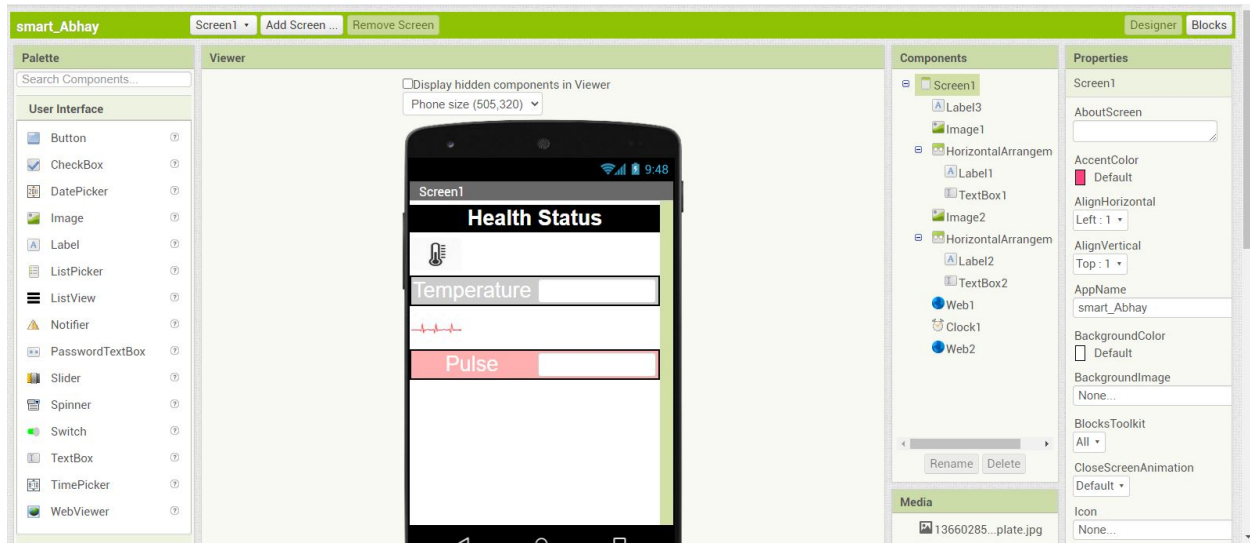 smart_Abhay Screen1 Add Screen ... Remove Screen Designer Blocks
Palette
Search Components...
User Interface
Button
CheckBox
DatePicker
Image
Label
ListPicker
ListView
Notifier
PasswordTextBox
Slider
Spinner
Switch
TextBox
TimePicker
WebViewer
Viewer
Display hidden components in Viewer
Phone size (505,320)
9:48
Screen1
Health Status
Temperature
Pulse
Components
Screen1
Label3
Image1
HorizontalArrangem
Label1
TextBox1
Image2
HorizontalArrangem
Label2
TextBox2
Web1
Clock1
Web2
Rename Delete
Media
13660285...plate.jpg
Properties
Screen1
AboutScreen
AccentColor
Default
AlignHorizontal
Left : 1
AlignVertical
Top : 1
AppName
smart_Abhay
BackgroundColor
Default
BackgroundImage
None...
BlocksToolkit
All
CloseScreenAnimation
Default
Icon
None...